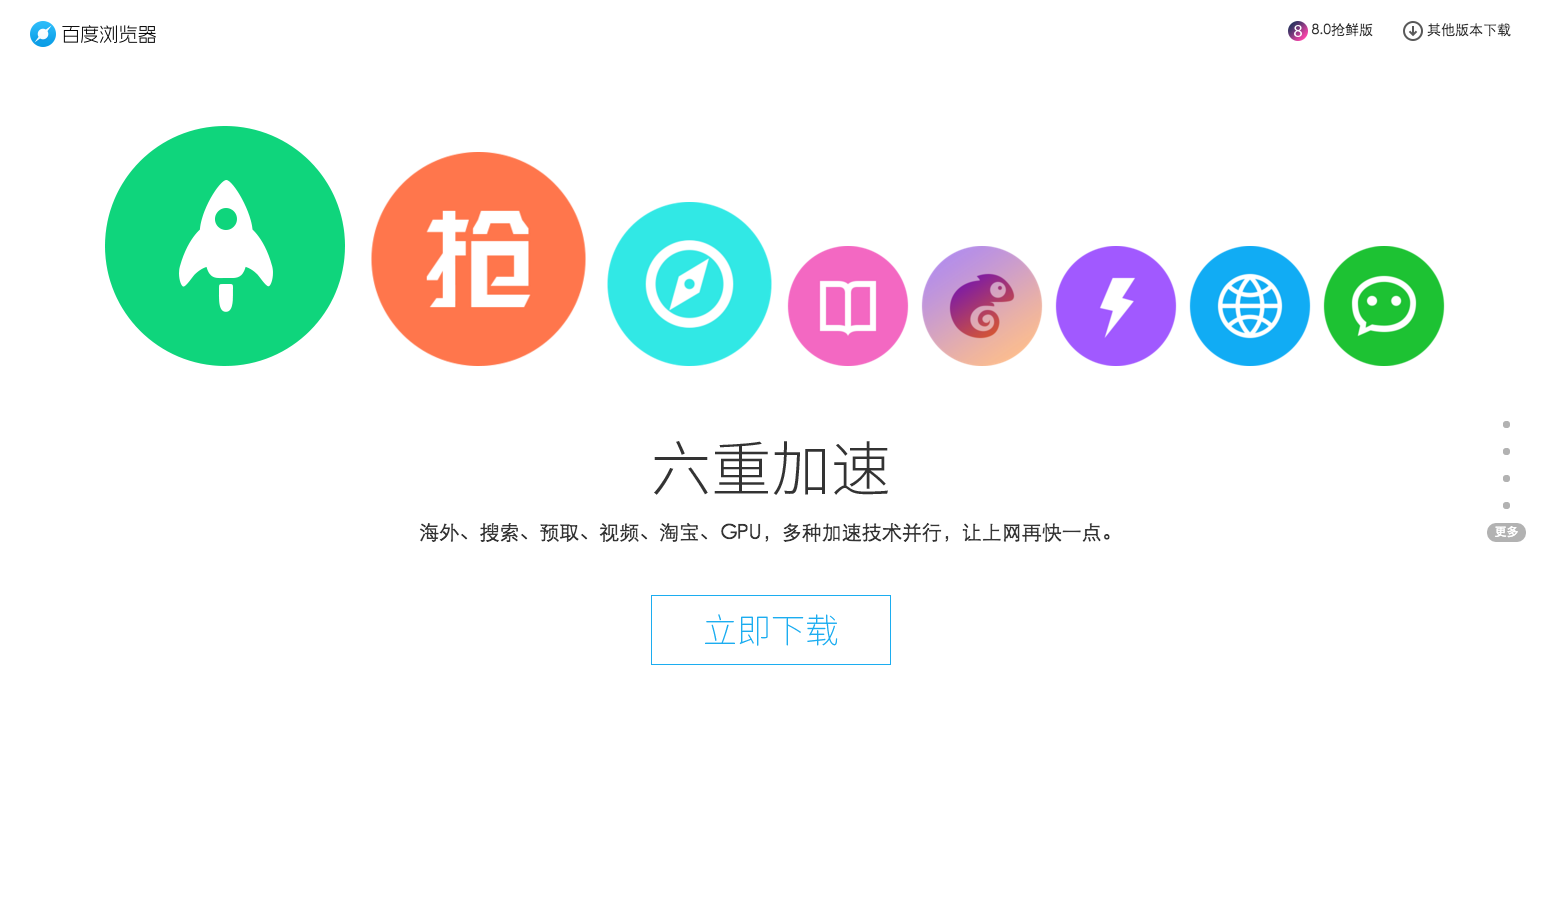 百度浏览器
8 8.0抢鲜版
其他版本下载
抢
六重加速
海外、搜索、预取、视频、淘宝、GPU，多种加速技术并行，让上网再快一点。
更多
立即下载